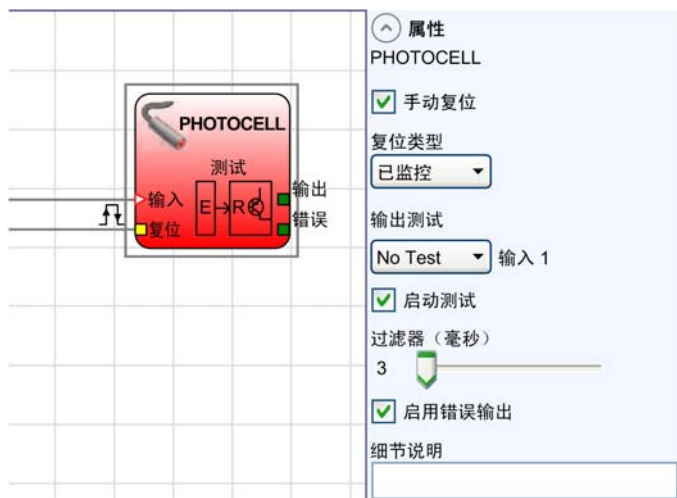 PHOTOCELL
测试
输入
E
R
输出
复位
错误
属性
PHOTOCELL
手动复位
复位类型
已监控
输出测试
No Test 输入 1
启动测试
过滤器（毫秒）
3
启用错误输出
细节说明